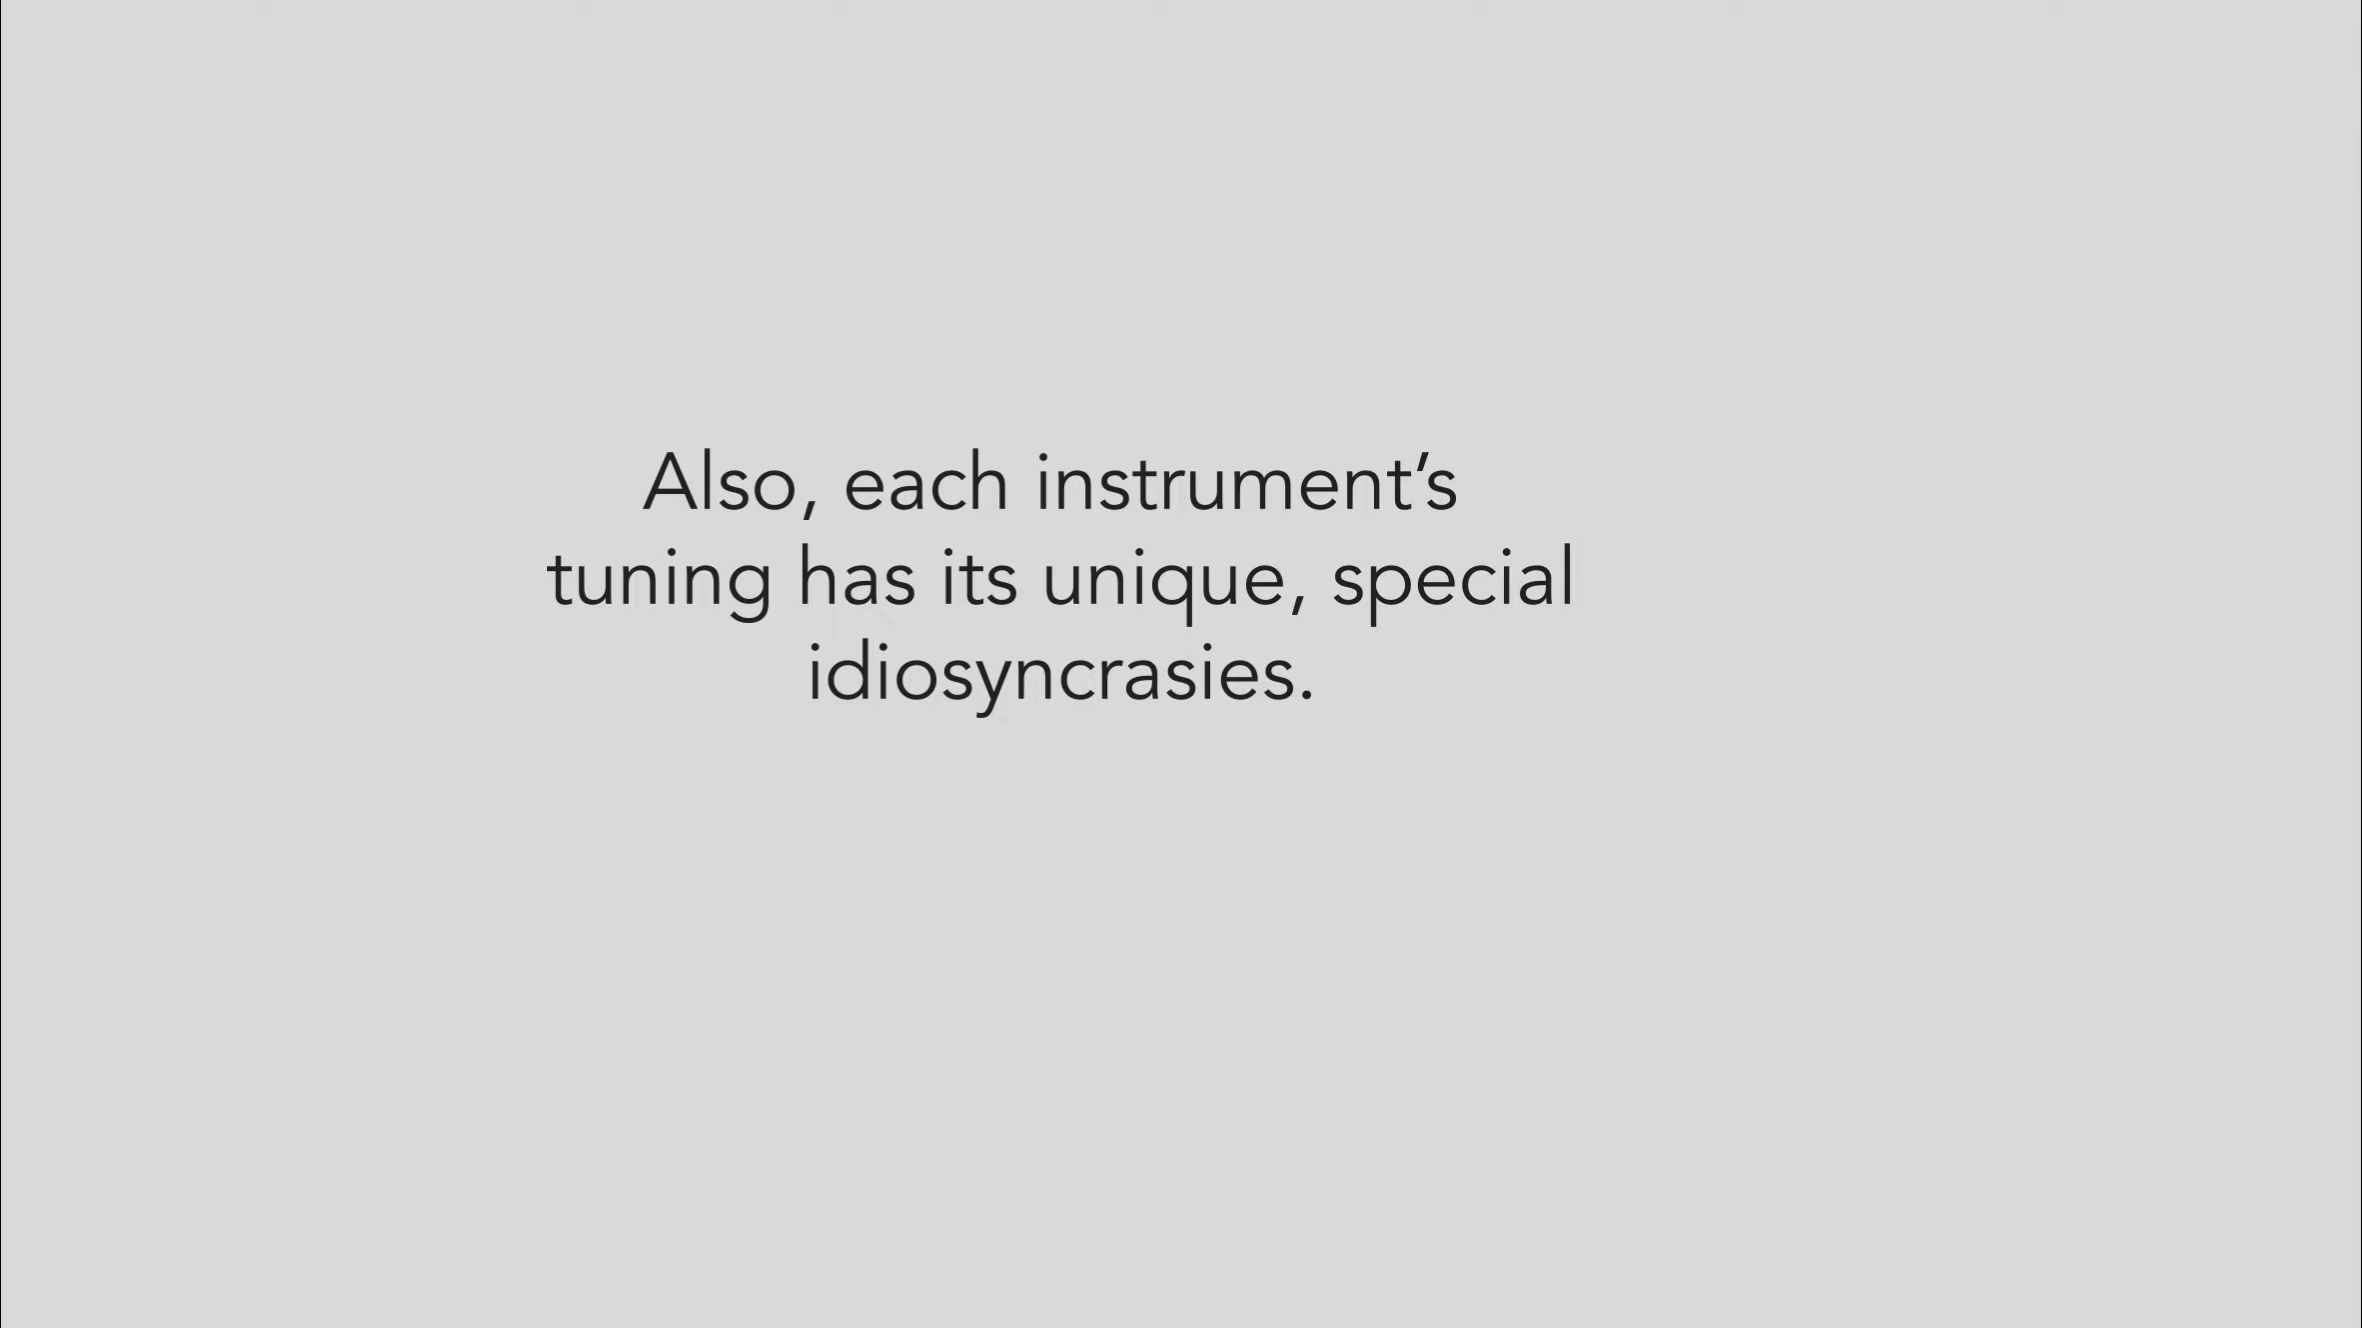 Also, each instrument’s
tuning has its unique, special
idiosyncrasies.